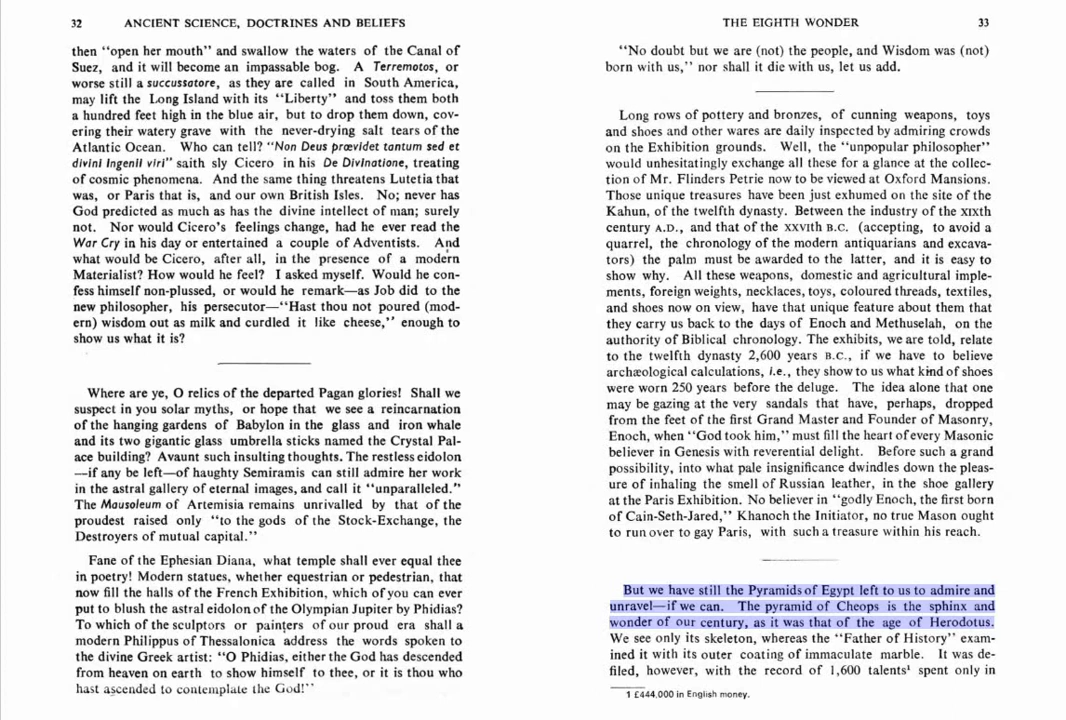 32 ANCIENT SCIENCE, DOCTRINES AND BELIEFS
then “open her mouth” and swallow the waters of the Canal of
Suez, and it will become an impassable bog. A Terremotos, or
worse still a succussatore, as they are called in South America,
may lift the Long Island with its “Liberty” and toss them both
a hundred feet high in the blue air, but to drop them down, cov-
ering their watery grave with the never-drying salt tears of the
Atlantic Ocean. Who can tell? “Non Deus prævidet tantum sed et
divini ingenii viri” saith sly Cicero in his De Divinatione, treating
of cosmic phenomena. And the same thing threatens Lutetia that
was, or Paris that is, and our own British Isles. No; never has
God predicted as much as has the divine intellect of man; surely
not. Nor would Cicero’s feelings change, had he ever read the
War Cry in his day or entertained a couple of Adventists. And
what would be Cicero, after all, in the presence of a modern
Materialist? How would he feel? I asked myself. Would he con-
fess himself non-plussed, or would he remark—as Job did to the
new philosopher, his persecutor—“Hast thou not poured (mod-
ern) wisdom out as milk and curdled it like cheese,” enough to
show us what it is?
Where are ye, O relics of the departed Pagan glories! Shall we
suspect in you solar myths, or hope that we see a reincarnation
of the hanging gardens of Babylon in the glass and iron whale
and its two gigantic glass umbrella sticks named the Crystal Pal-
ace building? Avaunt such insulting thoughts. The restless eidolon
—if any be left—of haughty Semiramis can still admire her work
in the astral gallery of eternal images, and call it “unparalleled.”
The Mausoleum of Artemisia remains unrivalled by that of the
proudest raised only “to the gods of the Stock-Exchange, the
Destroyers of mutual capital.”
Fane of the Ephesian Diana, what temple shall ever equal thee
in poetry! Modern statues, whether equestrian or pedestrian, that
now fill the halls of the French Exhibition, which of you can ever
put to blush the astral eidolon of the Olympian Jupiter by Phidias?
To which of the sculptors or painters of our proud era shall a
modern Philippus of Thessalonica address the words spoken to
the divine Greek artist: “O Phidias, either the God has descended
from heaven on earth to show himself to thee, or it is thou who
hast ascended to contemplate the God!”
THE EIGHTH WONDER 33
“No doubt but we are (not) the people, and Wisdom was (not)
born with us,” nor shall it die with us, let us add.
Long rows of pottery and bronzes, of cunning weapons, toys
and shoes and other wares are daily inspected by admiring crowds
on the Exhibition grounds. Well, the “unpopular philosopher”
would unhesitatingly exchange all these for a glance at the collec-
tion of Mr. Flinders Petrie now to be viewed at Oxford Mansions.
Those unique treasures have been just exhumed on the site of the
Kahun, of the twelfth dynasty. Between the industry of the XIXth
century A.D., and that of the XXVIth B.C. (accepting, to avoid a
quarrel, the chronology of the modern antiquarians and excava-
tors) the palm must be awarded to the latter, and it is easy to
show why. All these weapons, domestic and agricultural imple-
ments, foreign weights, necklaces, toys, coloured threads, textiles,
and shoes now on view, have that unique feature about them that
they carry us back to the days of Enoch and Methuselah, on the
authority of Biblical chronology. The exhibits, we are told, relate
to the twelfth dynasty 2,600 years B.C., if we have to believe
archæological calculations, i.e., they show to us what kind of shoes
were worn 250 years before the deluge. The idea alone that one
may be gazing at the very sandals that have, perhaps, dropped
from the feet of the first Grand Master and Founder of Masonry,
Enoch, when “God took him,” must fill the heart of every Masonic
believer in Genesis with reverential delight. Before such a grand
possibility, into what pale insignificance dwindles down the pleas-
ure of inhaling the smell of Russian leather, in the shoe gallery
at the Paris Exhibition. No believer in “godly Enoch, the first born
of Cain-Seth-Jared,” Khanoch the Initiator, no true Mason ought
to run over to gay Paris, with such a treasure within his reach.
But we have still the Pyramids of Egypt left to us to admire and
unravel—if we can. The pyramid of Cheops is the sphinx and
wonder of our century, as it was that of the age of Herodotus.
We see only its skeleton, whereas the “Father of History” exam-
ined it with its outer coating of immaculate marble. It was de-
filed, however, with the record of 1,600 talents¹ spent only in
1 £444,000 in English money.